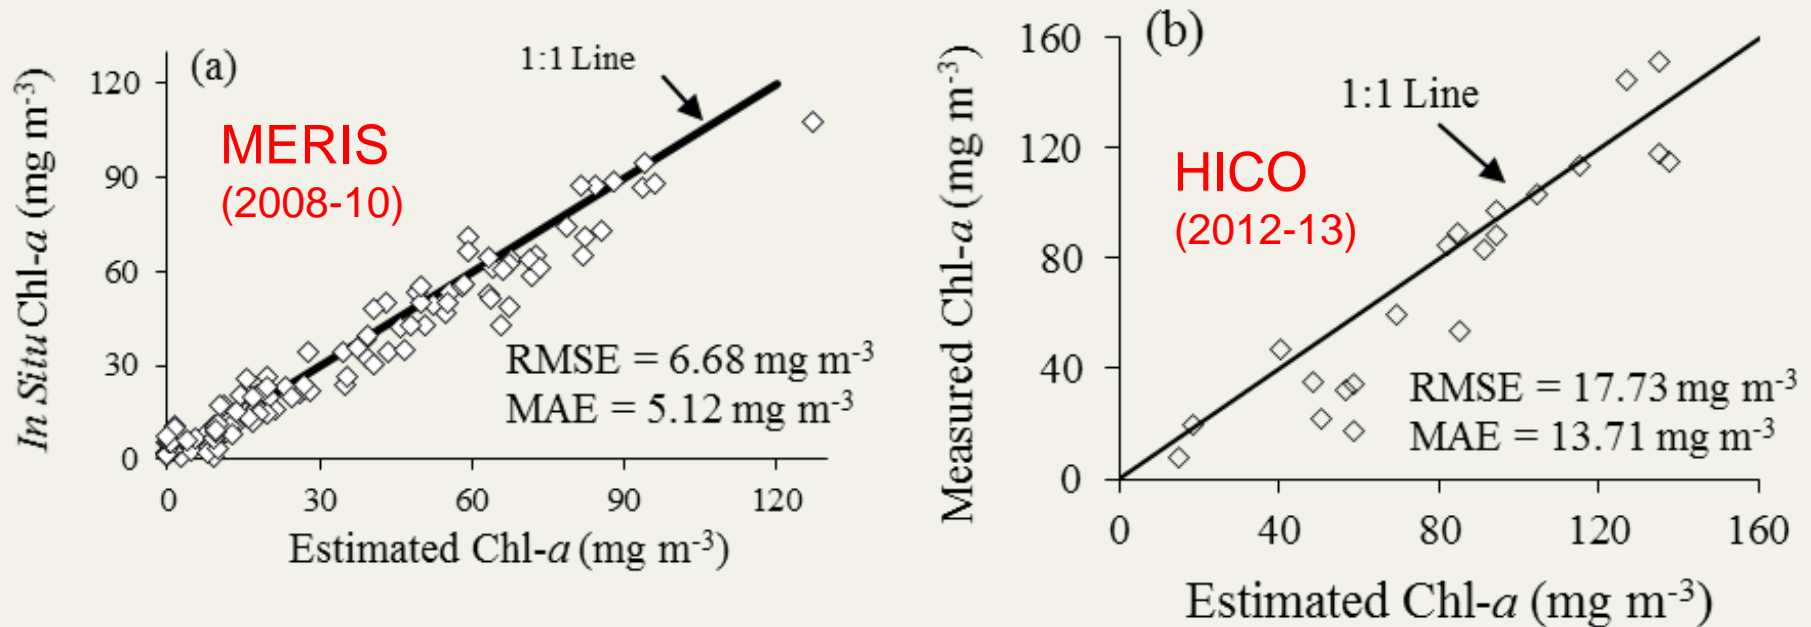 (a)
1:1 Line
MERIS
(2008-10)
RMSE = 6.68 mg m⁻³
MAE = 5.12 mg m⁻³
In Situ Chl-a (mg m⁻³)
120
90
60
30
0
0 30 60 90 120
Estimated Chl-a (mg m⁻³)
(b)
1:1 Line
HICO
(2012-13)
RMSE = 17.73 mg m⁻³
MAE = 13.71 mg m⁻³
Measured Chl-a (mg m⁻³)
160
120
80
40
0
0 40 80 120 160
Estimated Chl-a (mg m⁻³)